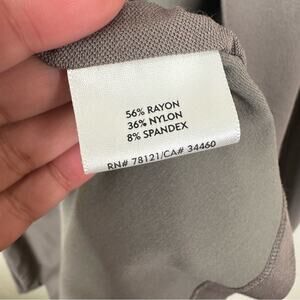 56% RAYON
36% NYLON
8% SPANDEX
RN# 78121/CA# 34460